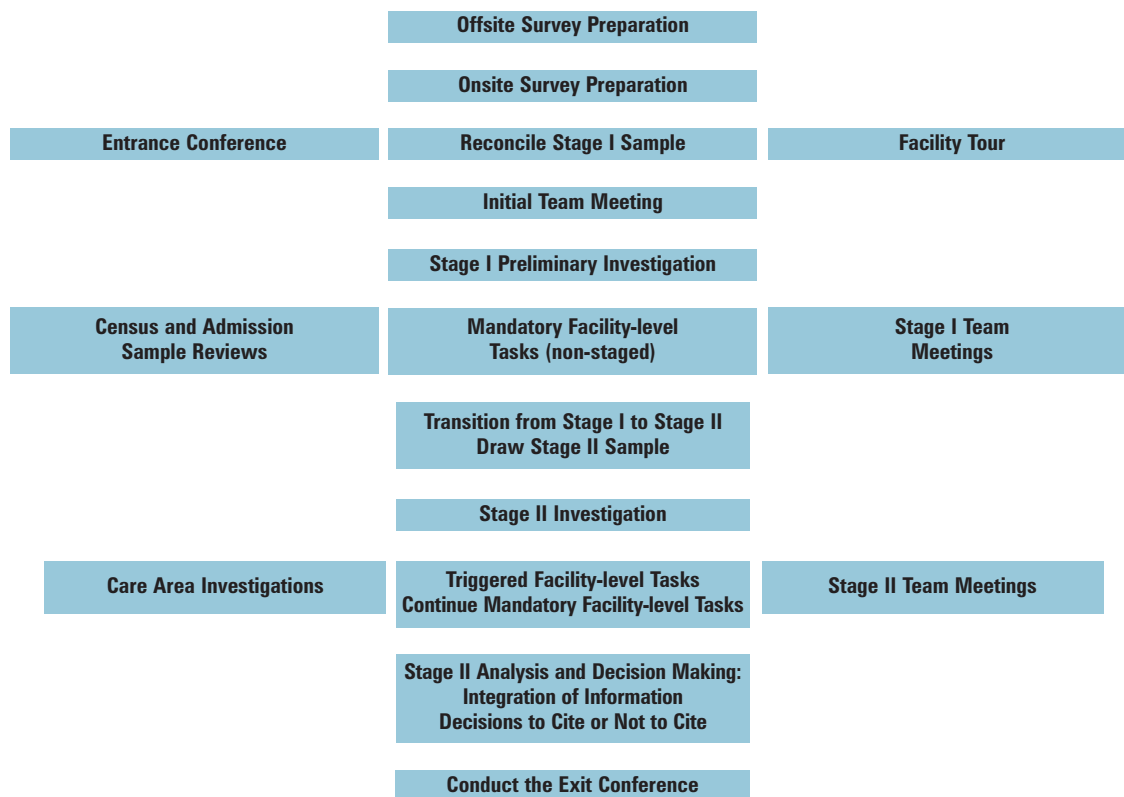 Offsite Survey Preparation
Onsite Survey Preparation
Entrance Conference
Reconcile Stage I Sample
Facility Tour
Initial Team Meeting
Stage I Preliminary Investigation
Census and Admission
Sample Reviews
Mandatory Facility-level
Tasks (non-staged)
Stage I Team
Meetings
Transition from Stage I to Stage II
Draw Stage II Sample
Stage II Investigation
Care Area Investigations
Triggered Facility-level Tasks
Continue Mandatory Facility-level Tasks
Stage II Team Meetings
Stage II Analysis and Decision Making:
Integration of Information
Decisions to Cite or Not to Cite
Conduct the Exit Conference